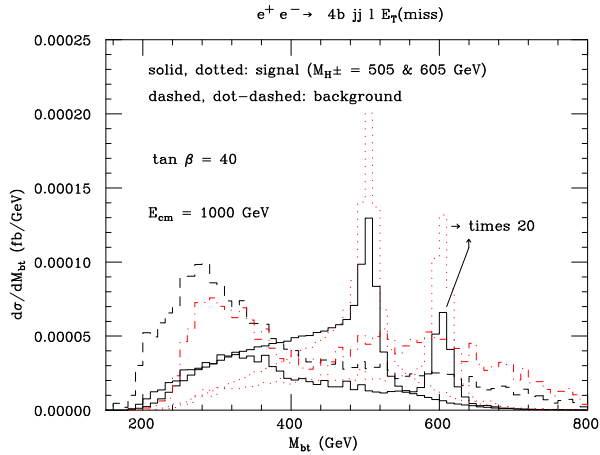 e⁺ e⁻→ 4b jj l E_T(miss)
0.00025
solid, dotted: signal (M_H± = 505 & 605 GeV)
dashed, dot-dashed: background
0.00020
tan β = 40
0.00015
E_cm = 1000 GeV
→ times 20
0.00010
0.00005
0.00000
dσ/dM_bt (fb/GeV)
200 400 600 800
M_bt (GeV)